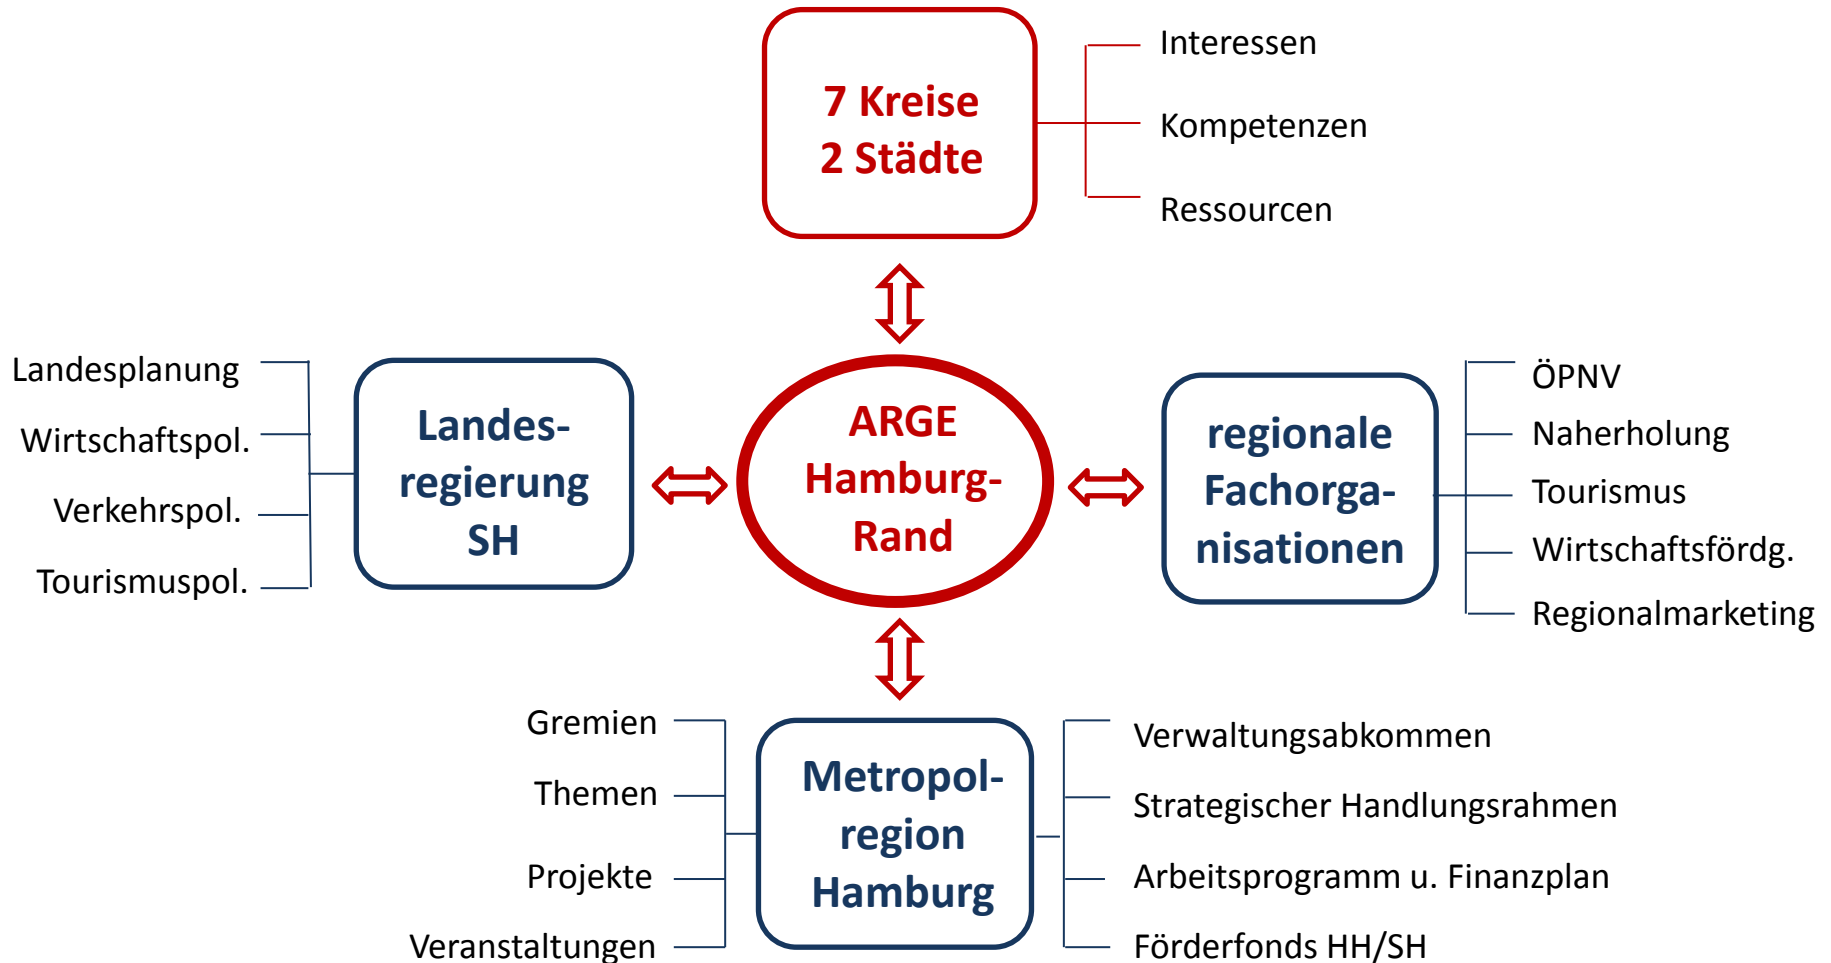 7 Kreise
2 Städte
Interessen
Kompetenzen
Ressourcen
Landesplanung
Wirtschaftspol.
Verkehrspol.
Tourismuspol.
Landes-
regierung
SH
ARGE
Hamburg-
Rand
regionale
Fachorga-
nisationen
ÖPNV
Naherholung
Tourismus
Wirtschaftsfördg.
Regionalmarketing
Gremien
Themen
Projekte
Veranstaltungen
Metropol-
region
Hamburg
Verwaltungsabkommen
Strategischer Handlungsrahmen
Arbeitsprogramm u. Finanzplan
Förderfonds HH/SH